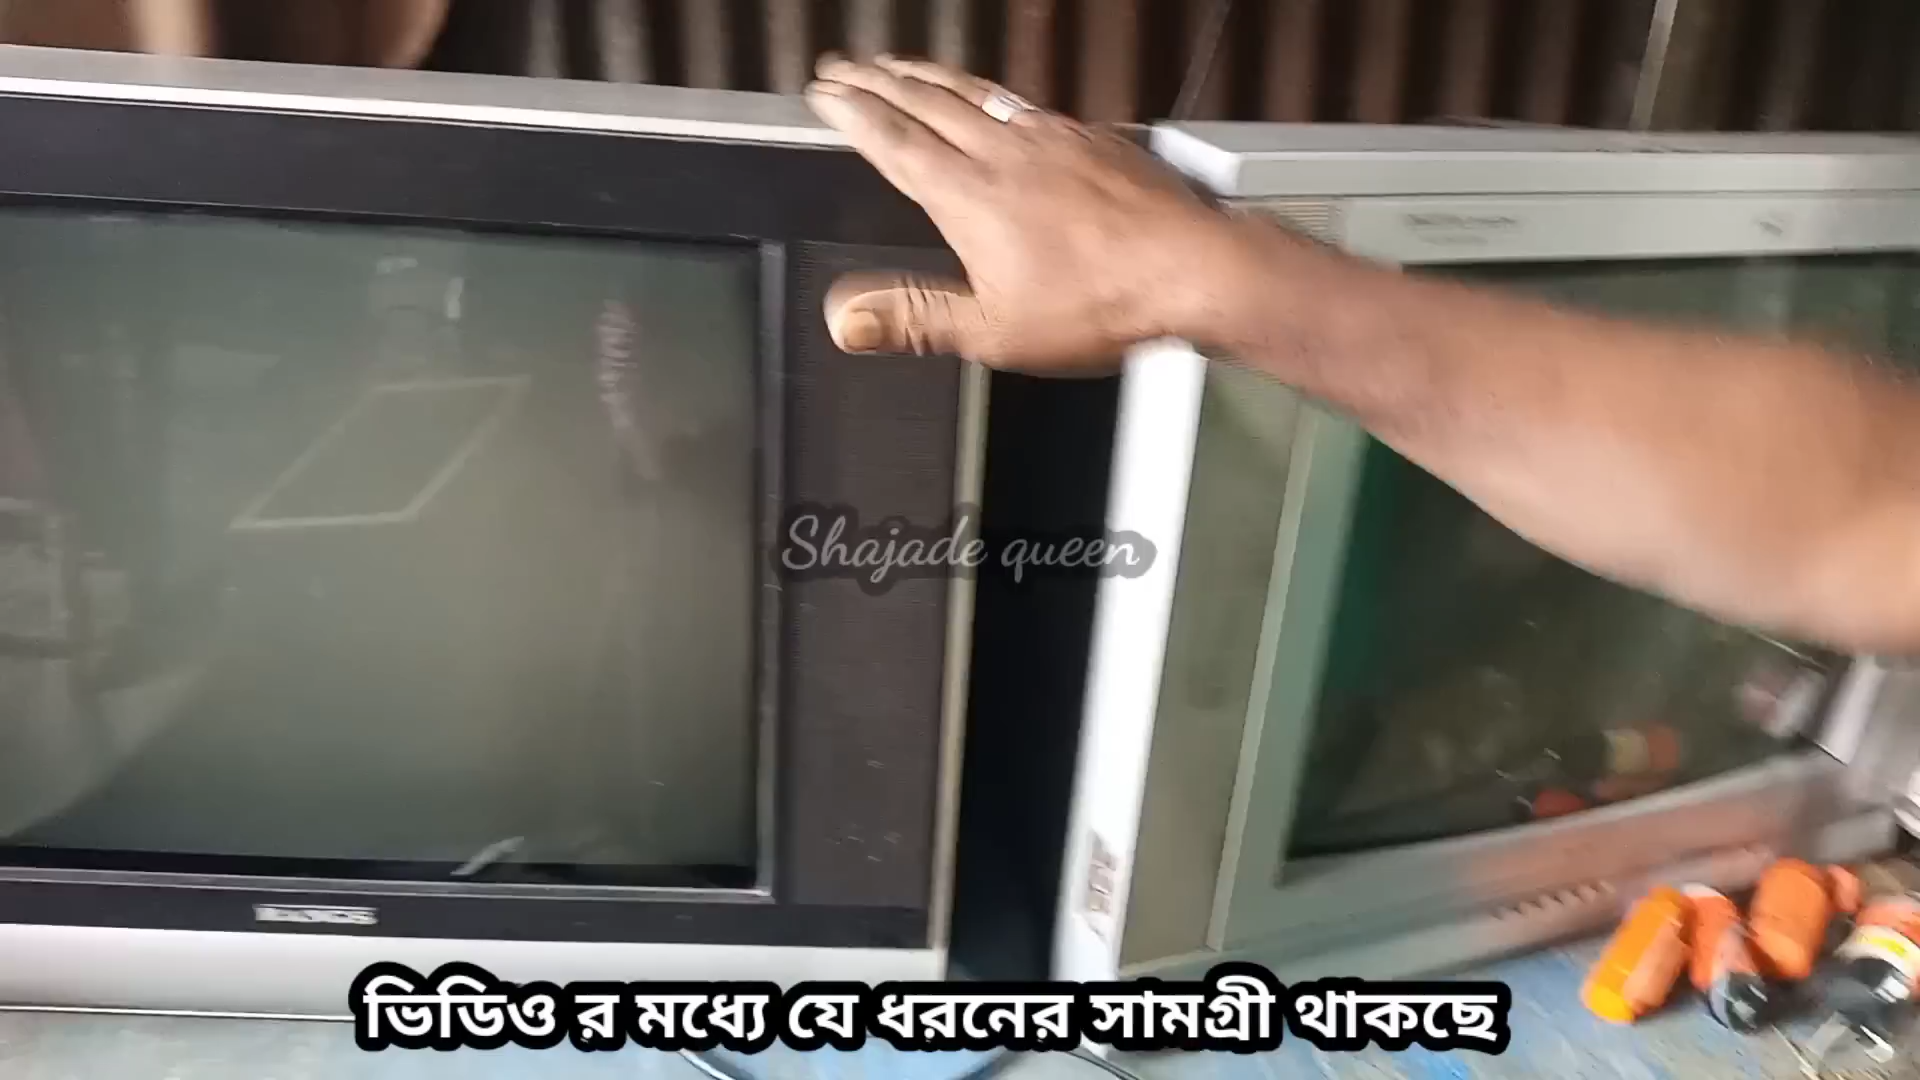 Shajade queen
ভিডিও র মধ্যে যে ধরনের সামগ্রী থাকছে